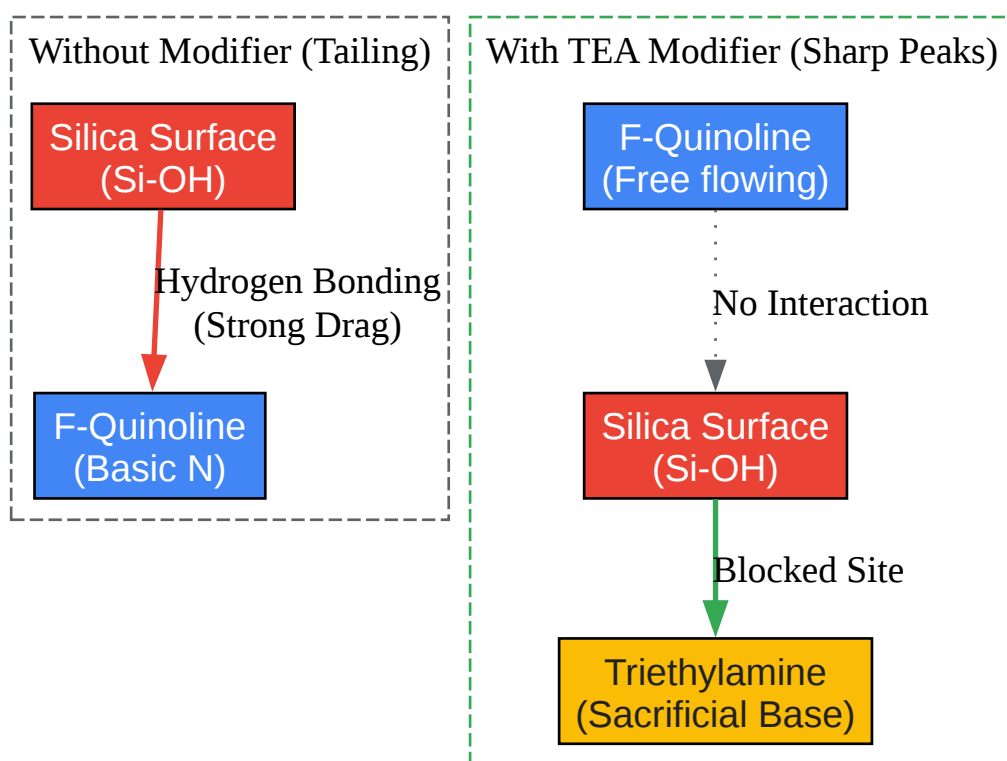 Without Modifier (Tailing)
Silica Surface
(Si-OH)
Hydrogen Bonding
(Strong Drag)
F-Quinoline
(Basic N)
With TEA Modifier (Sharp Peaks)
F-Quinoline
(Free flowing)
No Interaction
Silica Surface
(Si-OH)
Blocked Site
Triethylamine
(Sacrificial Base)